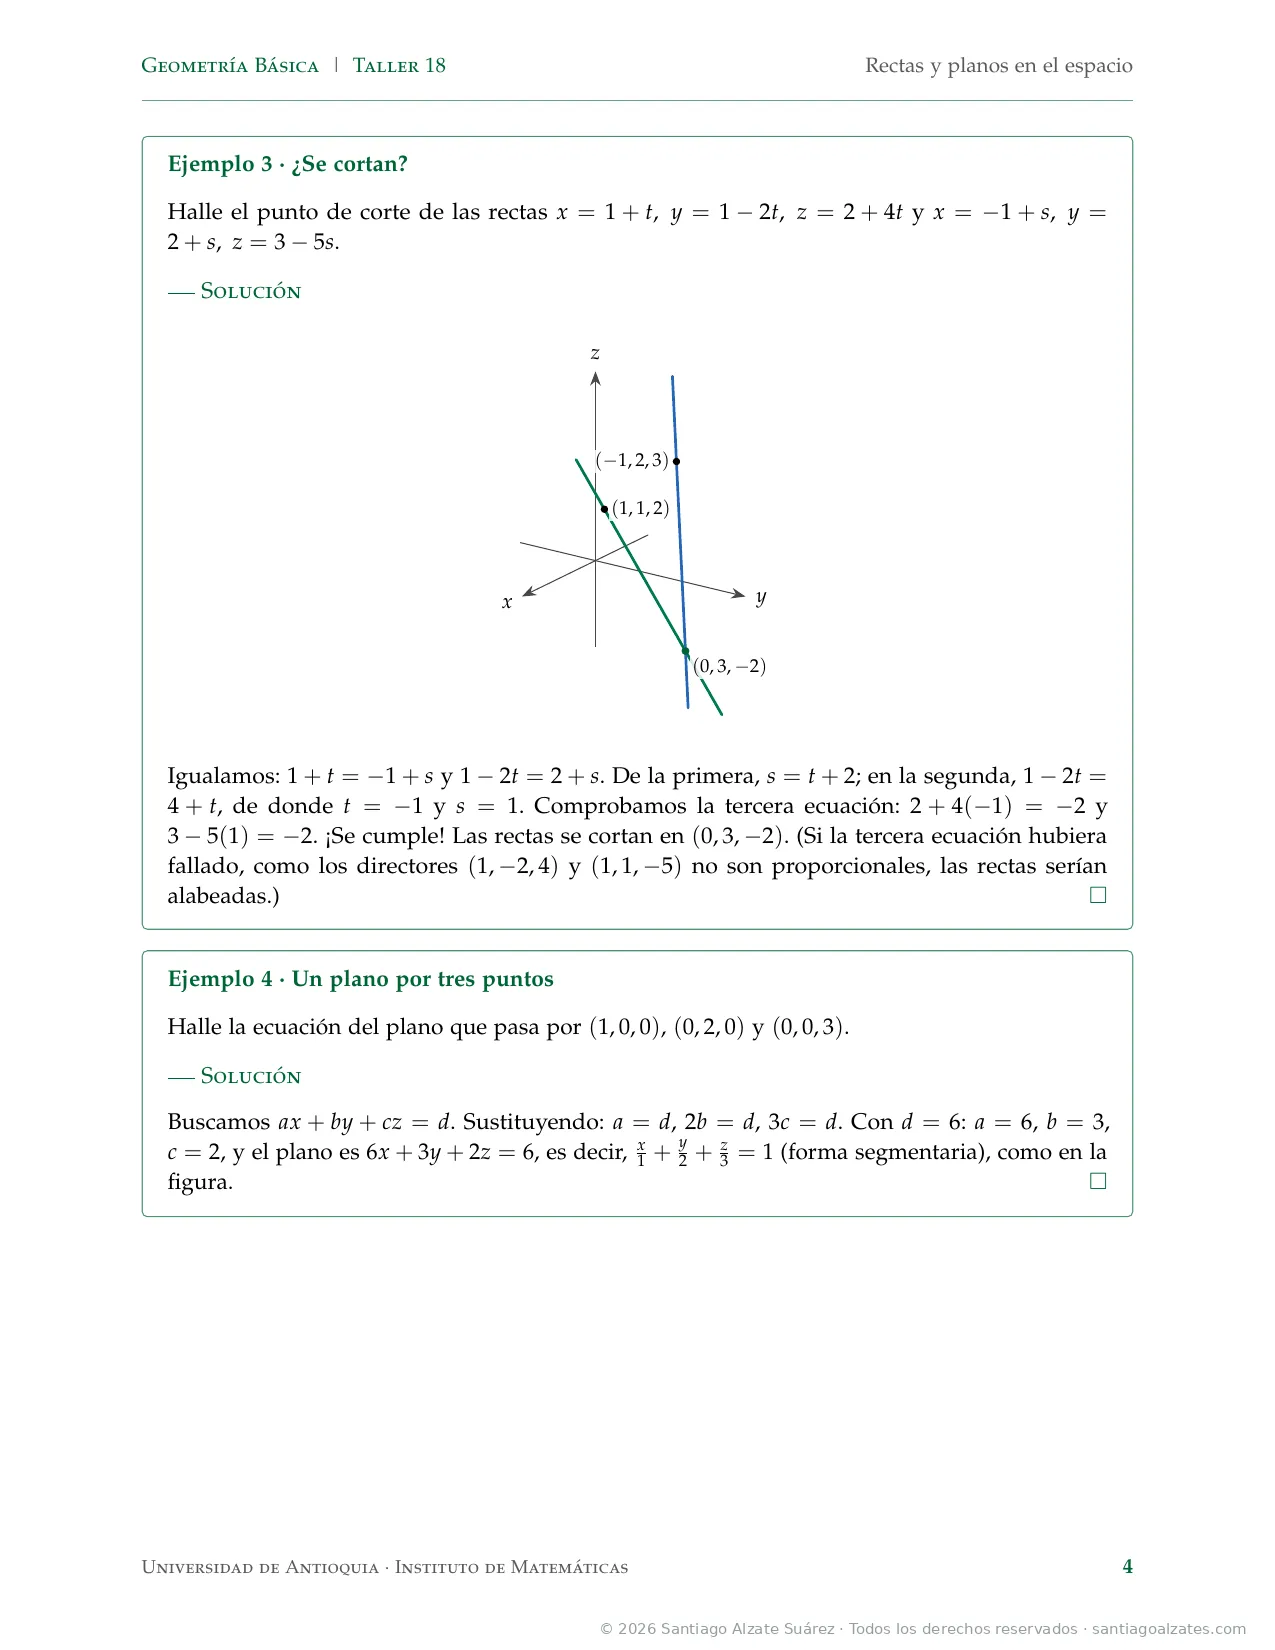 Geometría Básica | Taller 18
Rectas y planos en el espacio
Ejemplo 3 · ¿Se cortan?
Halle el punto de corte de las rectas x = 1 + t, y = 1 − 2t, z = 2 + 4t y x = −1 + s, y =
2 + s, z = 3 − 5s.
— Solución
z
(−1, 2, 3)
(1, 1, 2)
x
y
(0, 3, −2)
Igualamos: 1 + t = −1 + s y 1 − 2t = 2 + s. De la primera, s = t + 2; en la segunda, 1 − 2t =
4 + t, de donde t = −1 y s = 1. Comprobamos la tercera ecuación: 2 + 4(−1) = −2 y
3 − 5(1) = −2. ¡Se cumple! Las rectas se cortan en (0, 3, −2). (Si la tercera ecuación hubiera
fallado, como los directores (1, −2, 4) y (1, 1, −5) no son proporcionales, las rectas serían
alabeadas.) □
Ejemplo 4 · Un plano por tres puntos
Halle la ecuación del plano que pasa por (1, 0, 0), (0, 2, 0) y (0, 0, 3).
— Solución
Buscamos ax + by + cz = d. Sustituyendo: a = d, 2b = d, 3c = d. Con d = 6: a = 6, b = 3,
c = 2, y el plano es 6x + 3y + 2z = 6, es decir, x/1 + y/2 + z/3 = 1 (forma segmentaria), como en la
figura. □
Universidad de Antioquia · Instituto de Matemáticas
4
© 2026 Santiago Alzate Suárez · Todos los derechos reservados · santiagoalzates.com